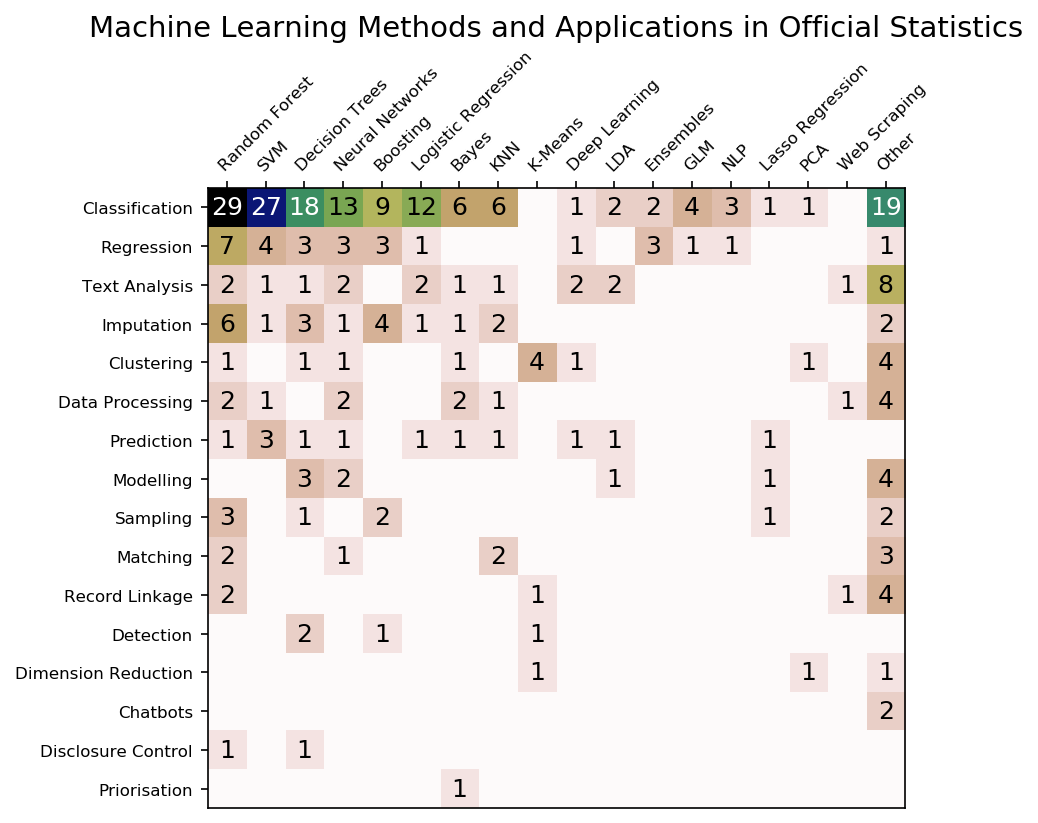 Machine Learning Methods and Applications in Official Statistics
Random Forest
SVM
Decision Trees
Neural Networks
Boosting
Logistic Regression
Bayes
KNN
K-Means
Deep Learning
LDA
Ensembles
GLM
NLP
Lasso Regression
PCA
Web Scraping
Other
Classification 29 27 18 13 9 12 6 6 1 2 2 4 3 1 1 19
Regression 7 4 3 3 3 1 1 3 1 1 1
Text Analysis 2 1 1 2 2 1 1 2 2 1 8
Imputation 6 1 3 1 4 1 1 2 2
Clustering 1 1 1 1 4 1 1 4
Data Processing 2 1 2 2 1 1 4
Prediction 1 3 1 1 1 1 1 1 1 1
Modelling 3 2 1 1 4
Sampling 3 1 2 1 2
Matching 2 1 2 3
Record Linkage 2 1 1 4
Detection 2 1 1
Dimension Reduction 1 1 1
Chatbots 2
Disclosure Control 1 1
Priorisation 1